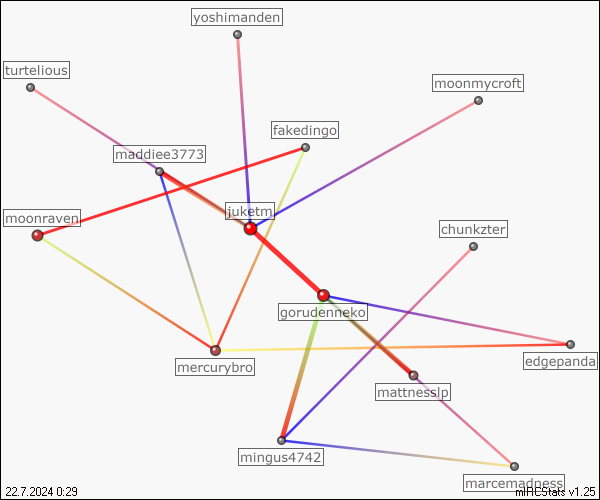 yoshimanden
turtelious
moonmycroft
fakedingo
maddiee3773
juketm
moonraven
chunkzter
gorudenneko
mercurybro
edgepanda
mattnesslp
mingus4742
marcemadness
22.7.2024 0:29
mIRCStats v1.25